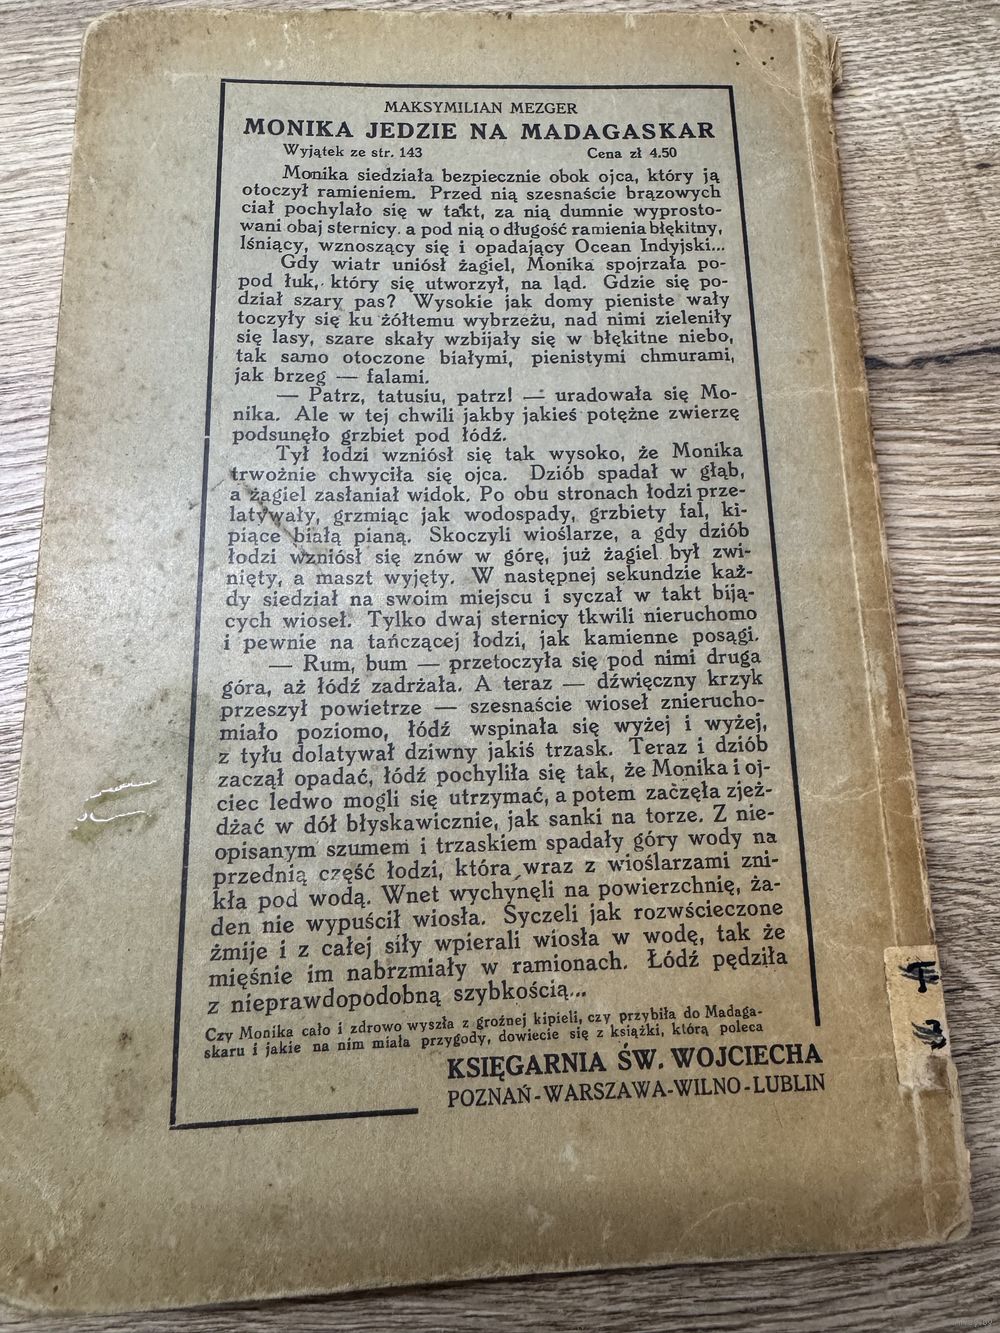 MAKSYMILIAN MEZGER
MONIKA JEDZIE NA MADAGASKAR
Wyjątek ze str. 143 Cena zł 4.50
Monika siedziała bezpiecznie obok ojca, który ją
otoczył ramieniem. Przed nią szesnaście brązowych
ciał pochylało się w takt, za nią dumnie wyprosto-
wani obaj sternicy. a pod nią o długość ramienia błękitny,
lśniący, wznoszący się i opadający Ocean Indyjski...
Gdy wiatr uniósł żagiel, Monika spojrzała po-
pod łuk, który się utworzył, na ląd. Gdzie się po-
dział szary pas? Wysokie jak domy pieniste wały
toczyły się ku żółtemu wybrzeżu, nad nimi zieleniły
się lasy, szare skały wzbijały się w błękitne niebo,
tak samo otoczone białymi, pienistymi chmurami,
jak brzeg — falami.
— Patrz, tatusiu, patrz! — uradowała się Mo-
nika. Ale w tej chwili jakby jakieś potężne zwierzę
podsunęło grzbiet pod łódź.
Tył łodzi wzniósł się tak wysoko, że Monika
trwożnie chwyciła się ojca. Dziób spadał w głąb,
a żagiel zasłaniał widok. Po obu stronach łodzi prze-
latywały, grzmiąc jak wodospady, grzbiety fal, ki-
piące białą pianą. Skoczyli wioślarze, a gdy dziób
łodzi wzniósł się znów w górę, już żagiel był zwi-
nięty, a maszt wyjęty. W następnej sekundzie każ-
dy siedział na swoim miejscu i syczał w takt biją-
cych wioseł. Tylko dwaj sternicy tkwili nieruchomo
i pewnie na tańczącej łodzi, jak kamienne posągi.
— Rum, bum — przetoczyła się pod nimi druga
góra, aż łódź zadrżała. A teraz — dźwięczny krzyk
przeszył powietrze — szesnaście wioseł znierucho-
miało poziomo, łódź wspinała się wyżej i wyżej,
z tyłu dolatywał dziwny jakiś trzask. Teraz i dziób
zaczął opadać, łódź pochyliła się tak, że Monika i oj-
ciec ledwo mogli się utrzymać, a potem zaczęła zjeż-
dżać w dół błyskawicznie, jak sanki na torze. Z nie-
opisanym szumem i trzaskiem spadały góry wody na
przednią część łodzi, która wraz z wioślarzami zni-
kła pod wodą. Wnet wychynęli na powierzchnię, ża-
den nie wypuścił wiosła. Syczeli jak rozwścieczone
żmije i z całej siły wpierali wiosła w wodę, tak że
mięśnie im nabrzmiały w ramionach. Łódź pędziła
z nieprawdopodobną szybkością...
Czy Monika cało i zdrowo wyszła z groźnej kipieli, czy przybiła do Madaga-
skaru i jakie na nim miała przygody, dowiecie się z książki, którą poleca
KSIĘGARNIA ŚW. WOJCIECHA
POZNAŃ-WARSZAWA-WILNO-LUBLIN